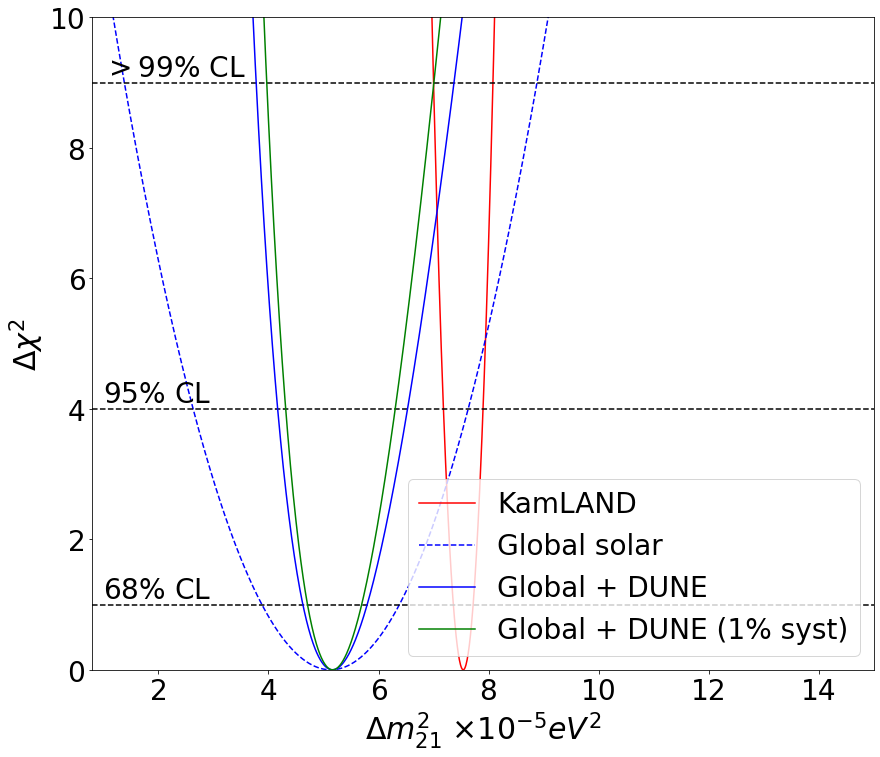 10
> 99% CL
8
6
Δχ²
95% CL
4
2
68% CL
0
KamLAND
Global solar
Global + DUNE
Global + DUNE (1% syst)
2 4 6 8 10 12 14
Δm²₂₁ ×10⁻⁵eV²